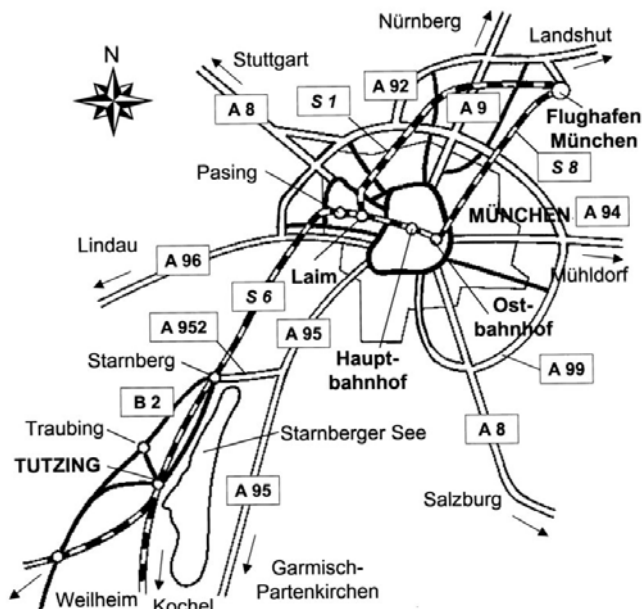 Nürnberg
Landshut
N
Stuttgart
A 92
S 1
A 9
A 8
Flughafen
München
Pasing
S 8
MÜNCHEN
A 94
Lindau
A 96
Laim
Mühldorf
S 6
Ost-
bahnhof
A 952
A 95
Haupt-
bahnhof
Starnberg
A 99
B 2
Traubing
Starnberger See
A 8
TUTZING
A 95
Salzburg
Garmisch-
Partenkirchen
Weilheim
Kochel